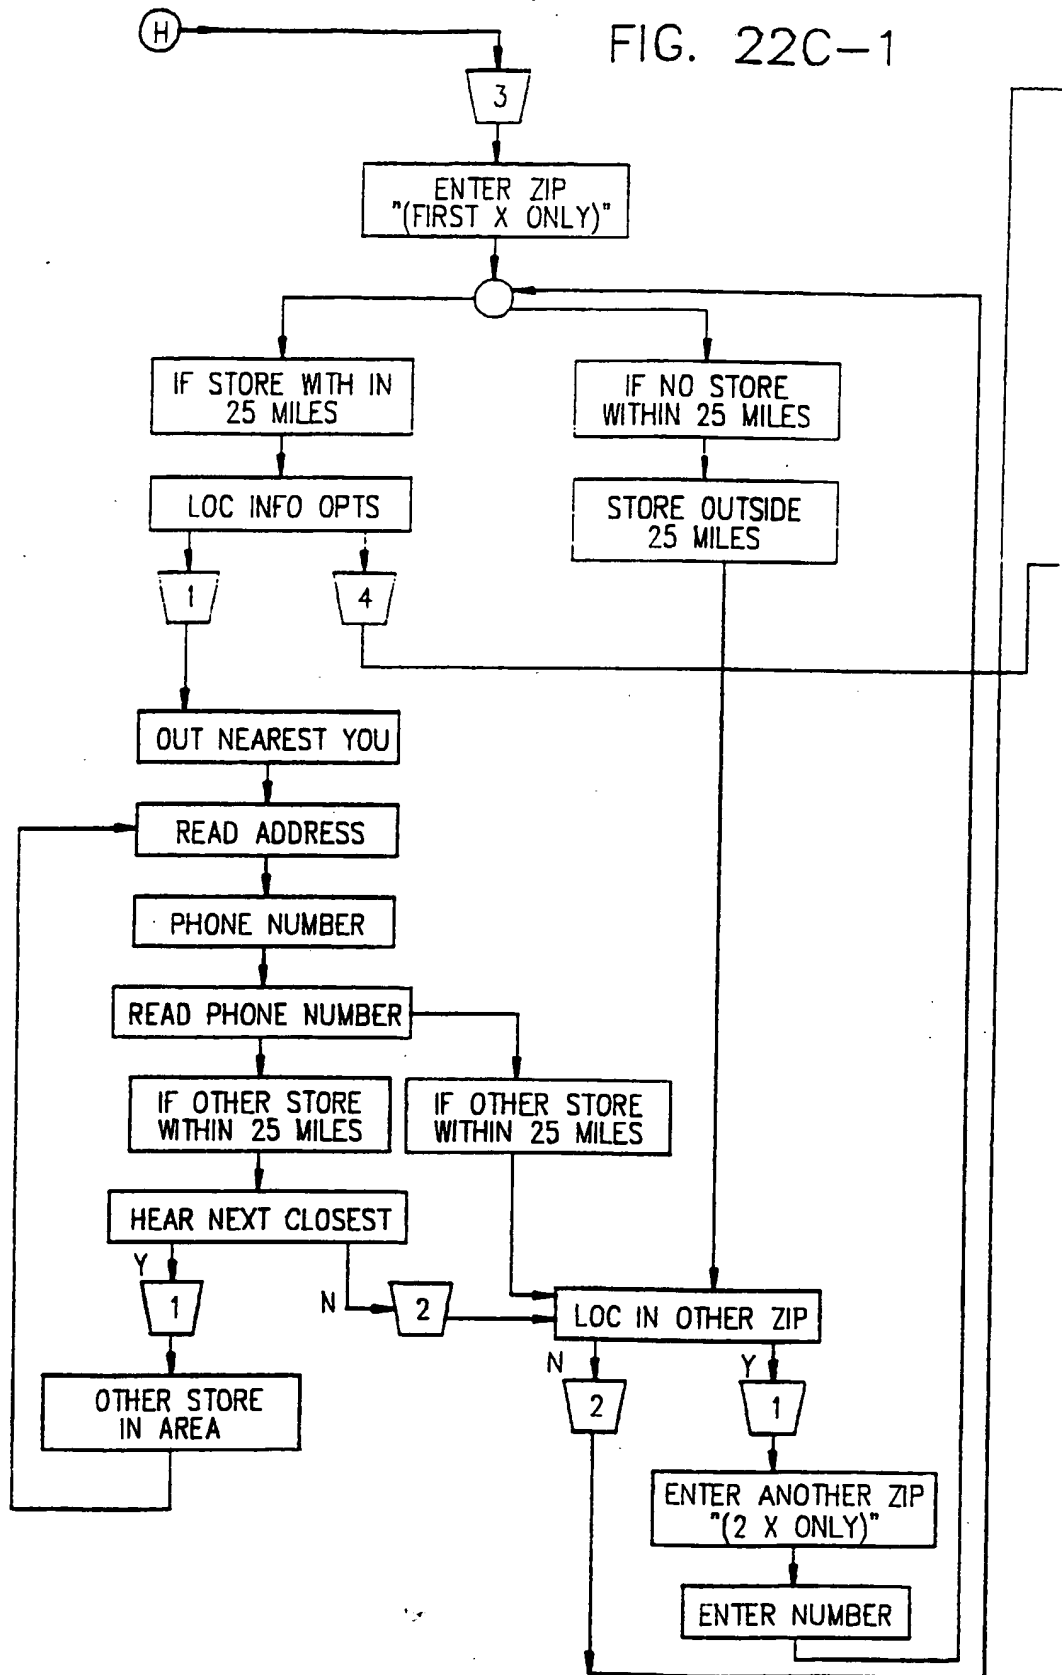 H
FIG. 22C-1
3
ENTER ZIP
"(FIRST X ONLY)"
IF STORE WITH IN
25 MILES
IF NO STORE
WITHIN 25 MILES
LOC INFO OPTS
STORE OUTSIDE
25 MILES
1
4
OUT NEAREST YOU
READ ADDRESS
PHONE NUMBER
READ PHONE NUMBER
IF OTHER STORE
WITHIN 25 MILES
IF OTHER STORE
WITHIN 25 MILES
HEAR NEXT CLOSEST
Y
1
N
2
LOC IN OTHER ZIP
N
2
Y
1
OTHER STORE
IN AREA
ENTER ANOTHER ZIP
"(2 X ONLY)"
ENTER NUMBER